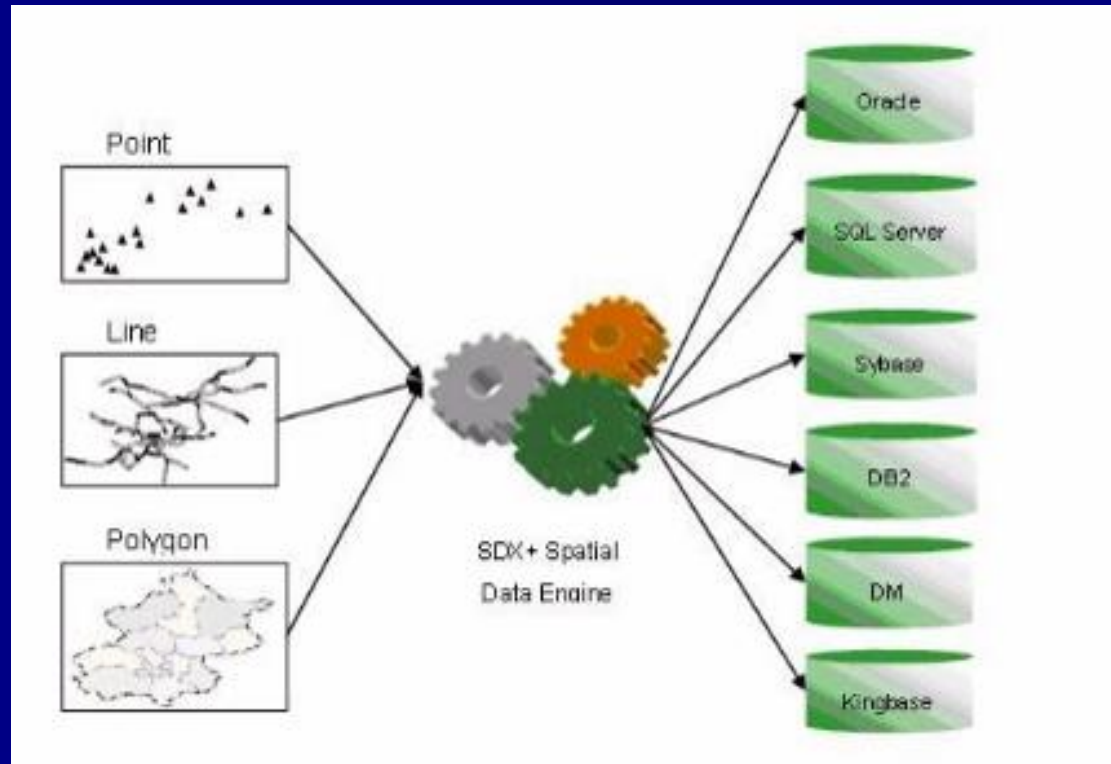 Point
Line
Polygon
SDX+ Spatial
Data Engine
Oracle
SQL Server
Sybase
DB2
DM
Kingbase